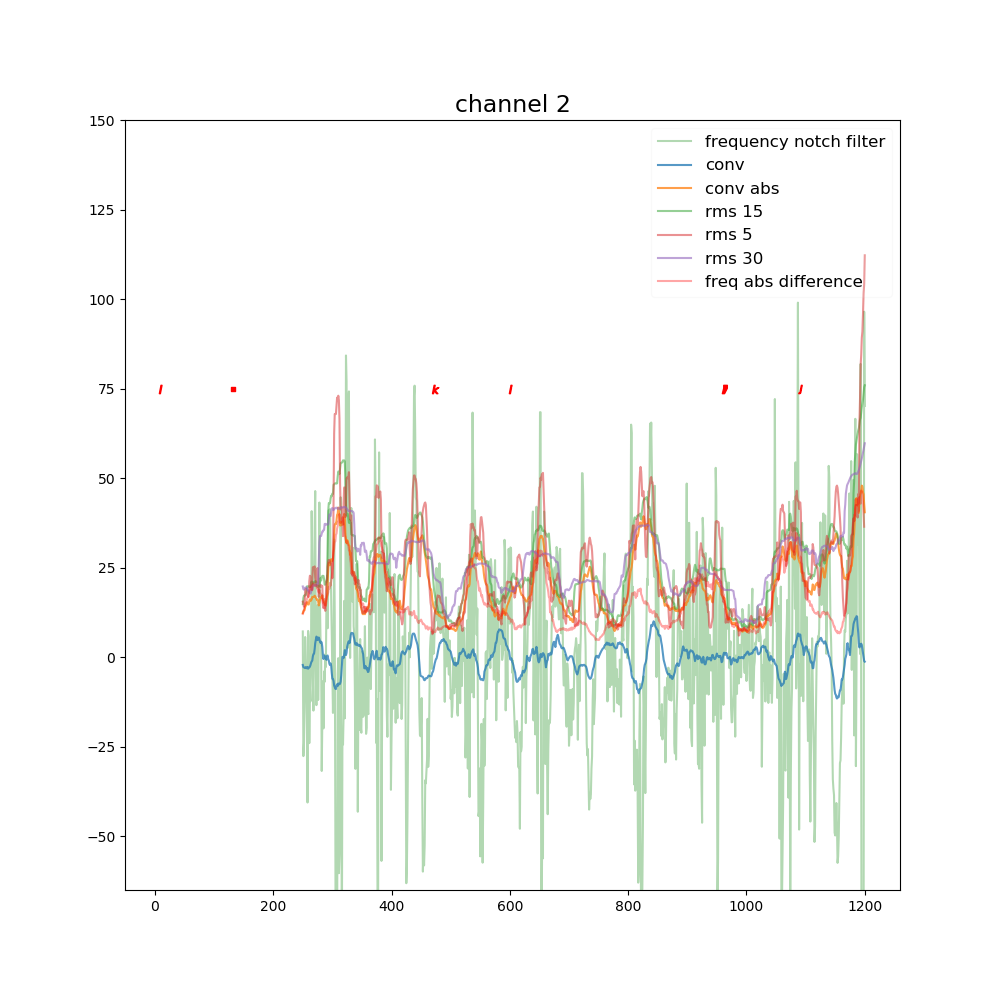 channel 2
150
125
100
75
50
25
0
−25
−50
frequency notch filter
conv
conv abs
rms 15
rms 5
rms 30
freq abs difference
l
k
l
0
200
400
600
800
1000
1200